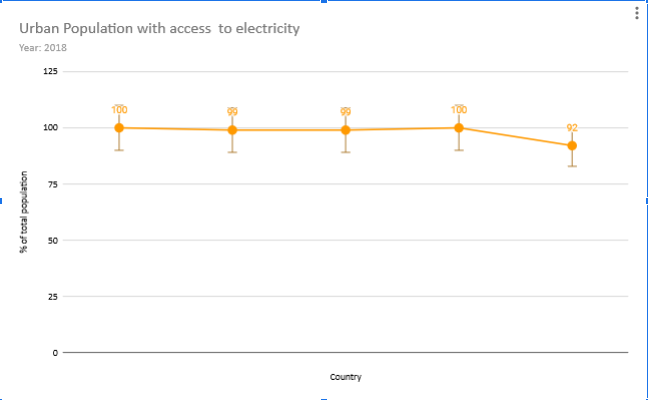 Urban Population with access  to electricity
Year: 2018
125
100
75
50
25
0
% of total population
100
99
99
100
92
Country